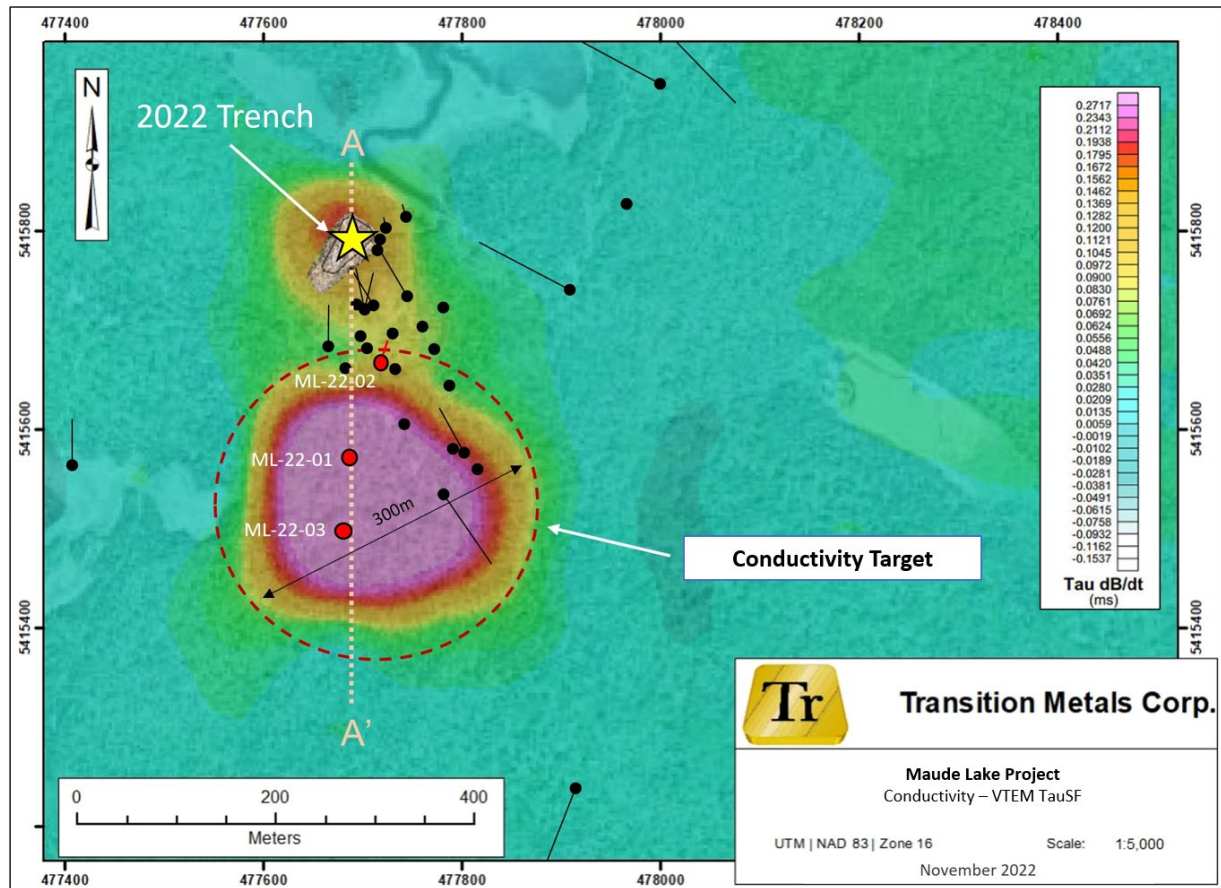 477400 477600 477800 478000 478200 478400
N
2022 Trench
A
5415800
5415800
ML-22-02
5415600
5415600
ML-22-01
300m
ML-22-03
Conductivity Target
5415400
5415400
A’
0.2717
0.2343
0.2112
0.1938
0.1795
0.1672
0.1562
0.1462
0.1369
0.1282
0.1200
0.1121
0.1045
0.0972
0.0900
0.0830
0.0761
0.0692
0.0624
0.0556
0.0488
0.0420
0.0351
0.0280
0.0209
0.0135
0.0059
-0.0019
-0.0102
-0.0189
-0.0281
-0.0381
-0.0491
-0.0615
-0.0758
-0.0932
-0.1162
-0.1537
Tau dB/dt
(ms)
0 200 400
Meters
Tr
Transition Metals Corp.
Maude Lake Project
Conductivity – VTEM TauSF
UTM | NAD 83 | Zone 16 Scale: 1:5,000
November 2022
477400 477600 477800 478000